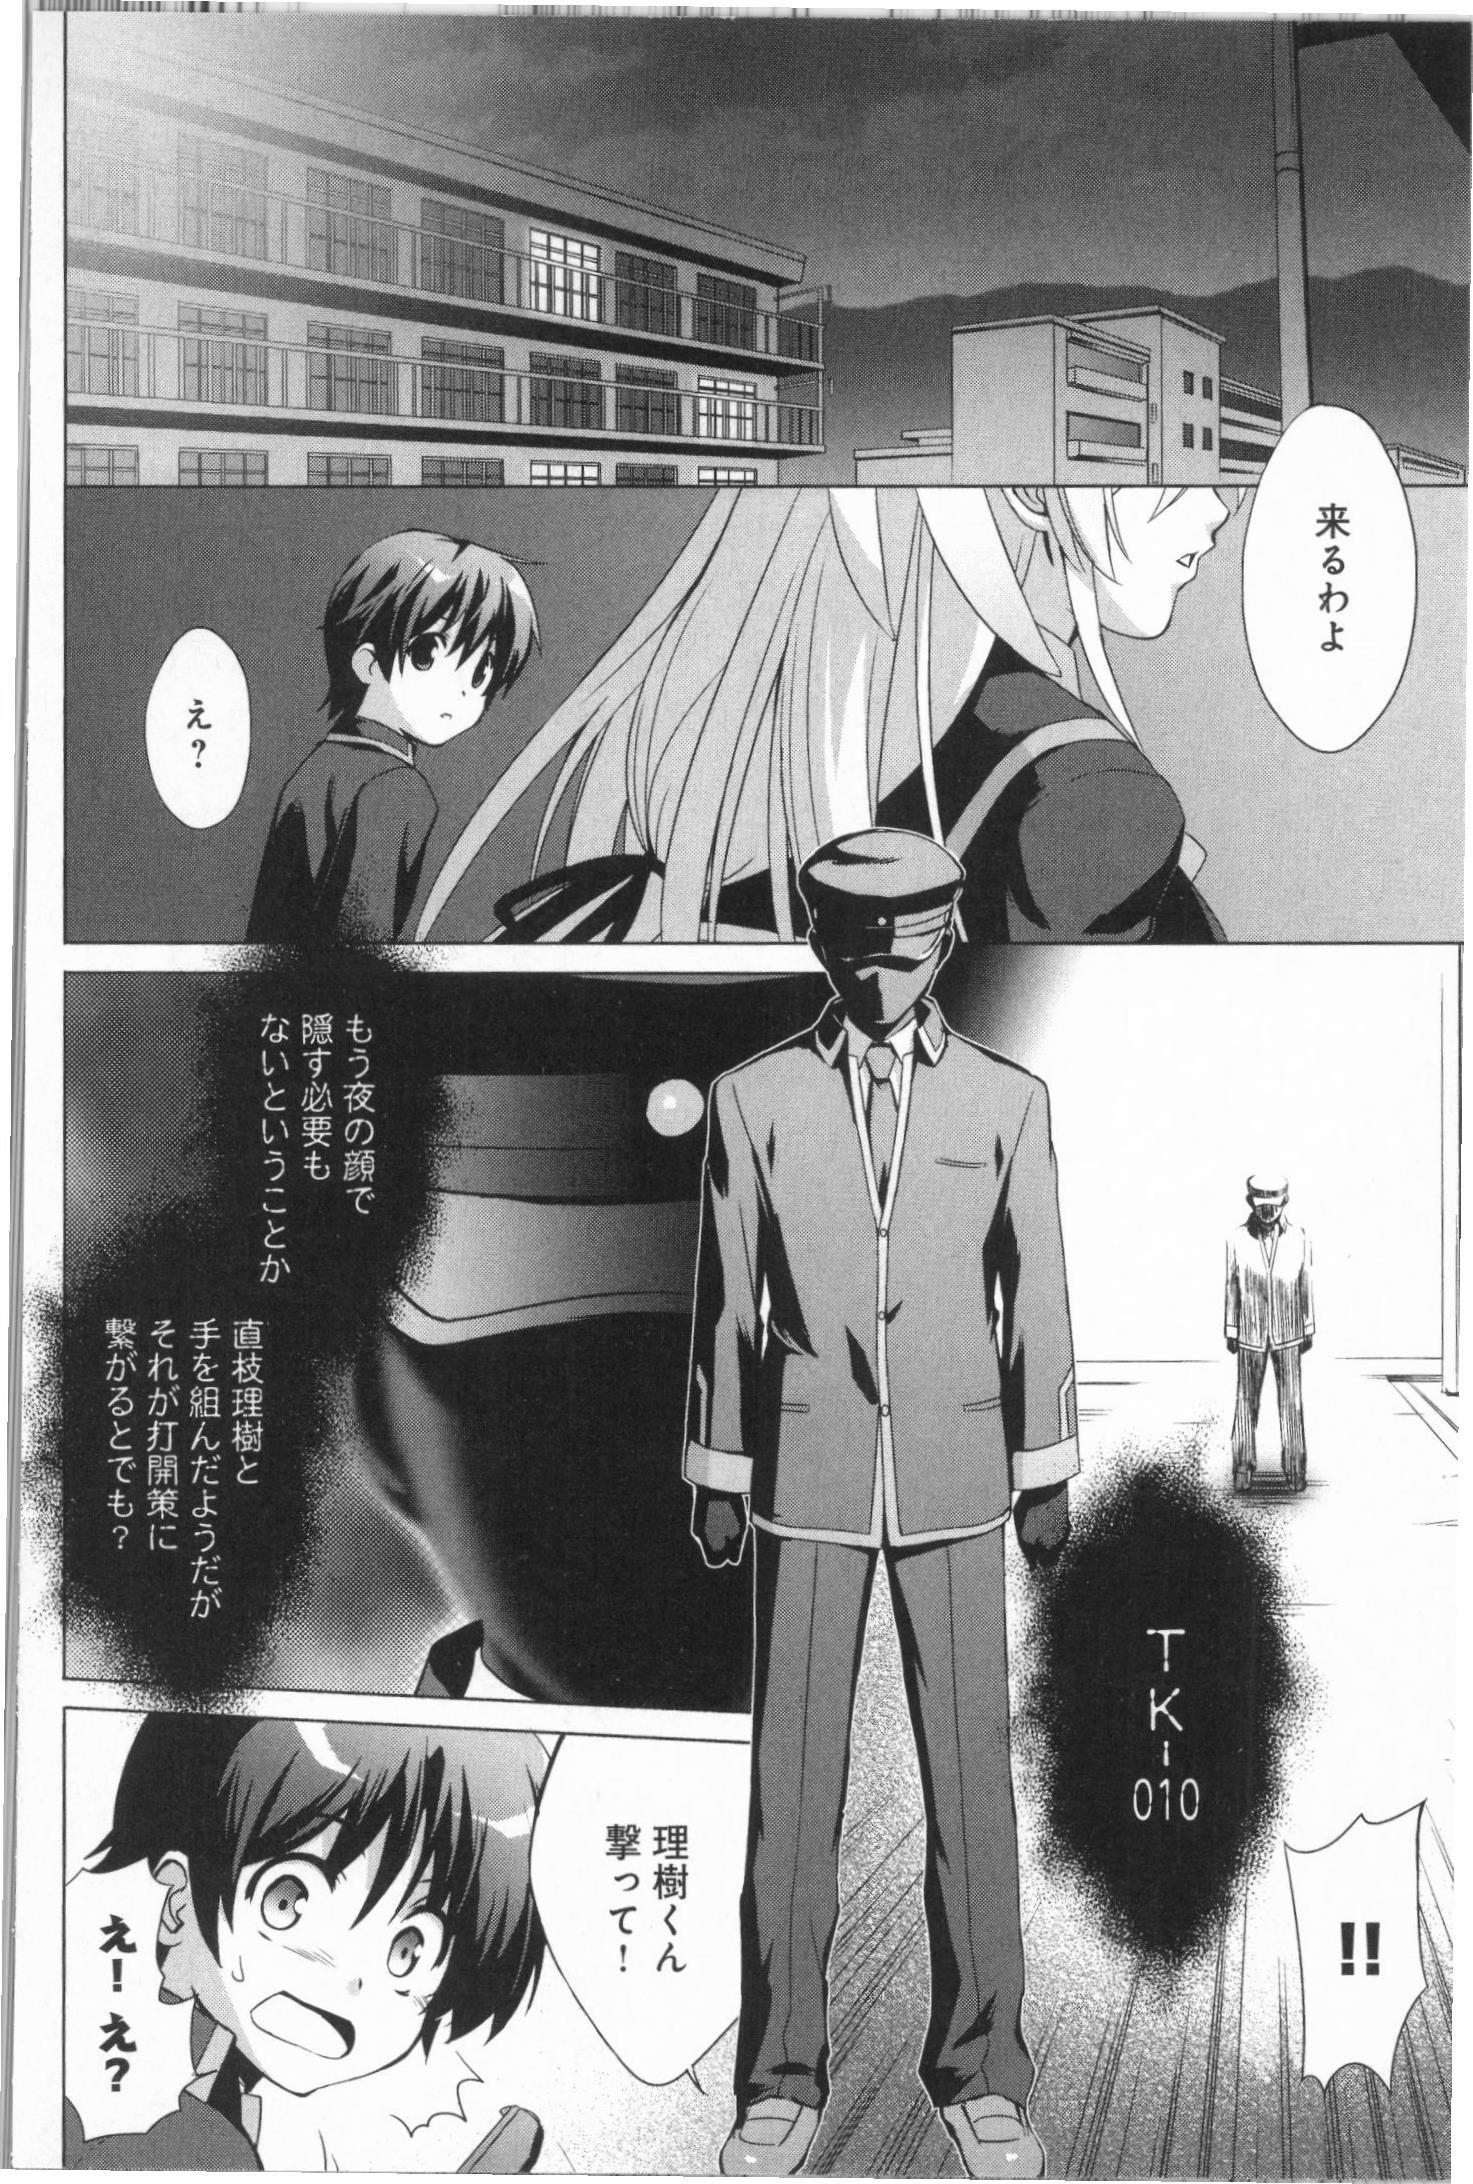 来るわよ
え?
TK-010
もう夜の顔で
隠す必要も
ないということか
直枝理樹と
手を組んだようだが
それが打開策に
繋がるとでも?
!!
理樹くん
撃って!
え!え?